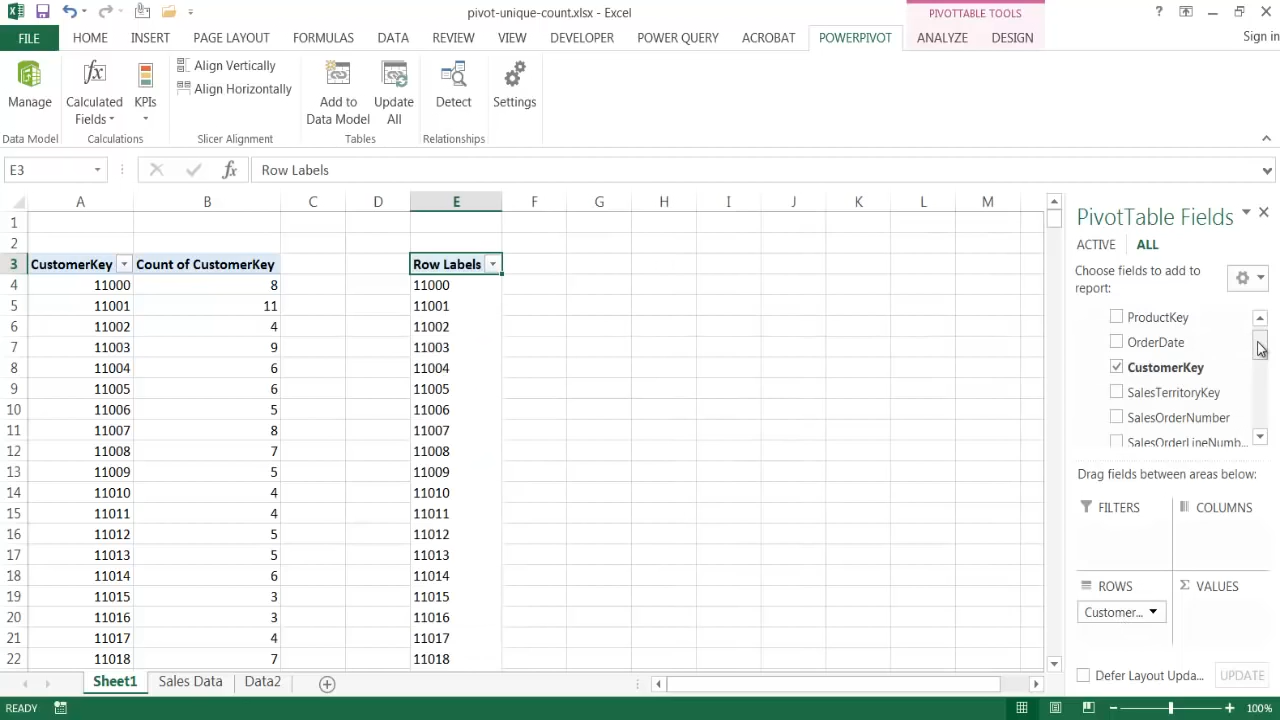 pivot-unique-count.xlsx - Excel
PIVOTTABLE TOOLS
?
FILE HOME INSERT PAGE LAYOUT FORMULAS DATA REVIEW VIEW DEVELOPER POWER QUERY ACROBAT POWERPIVOT ANALYZE DESIGN Sign in
Manage
Calculated Fields
KPIs
Align Vertically
Align Horizontally
Add to Data Model
Update All
Detect
Settings
Data Model Calculations Slicer Alignment Tables Relationships
E3 fx Row Labels
A B C D E F G H I J K L M
1
2
3 CustomerKey Count of CustomerKey Row Labels
4 11000 8 11000
5 11001 11 11001
6 11002 4 11002
7 11003 9 11003
8 11004 6 11004
9 11005 6 11005
10 11006 5 11006
11 11007 8 11007
12 11008 7 11008
13 11009 5 11009
14 11010 4 11010
15 11011 4 11011
16 11012 5 11012
17 11013 5 11013
18 11014 6 11014
19 11015 3 11015
20 11016 3 11016
21 11017 4 11017
22 11018 7 11018
PivotTable Fields
ACTIVE ALL
Choose fields to add to
report:
ProductKey
OrderDate
CustomerKey
SalesTerritoryKey
SalesOrderNumber
SalesOrderLineNumb...
Drag fields between areas below:
FILTERS COLUMNS
ROWS Σ VALUES
Customer...
Defer Layout Upda... UPDATE
Sheet1 Sales Data Data2
READY 100%